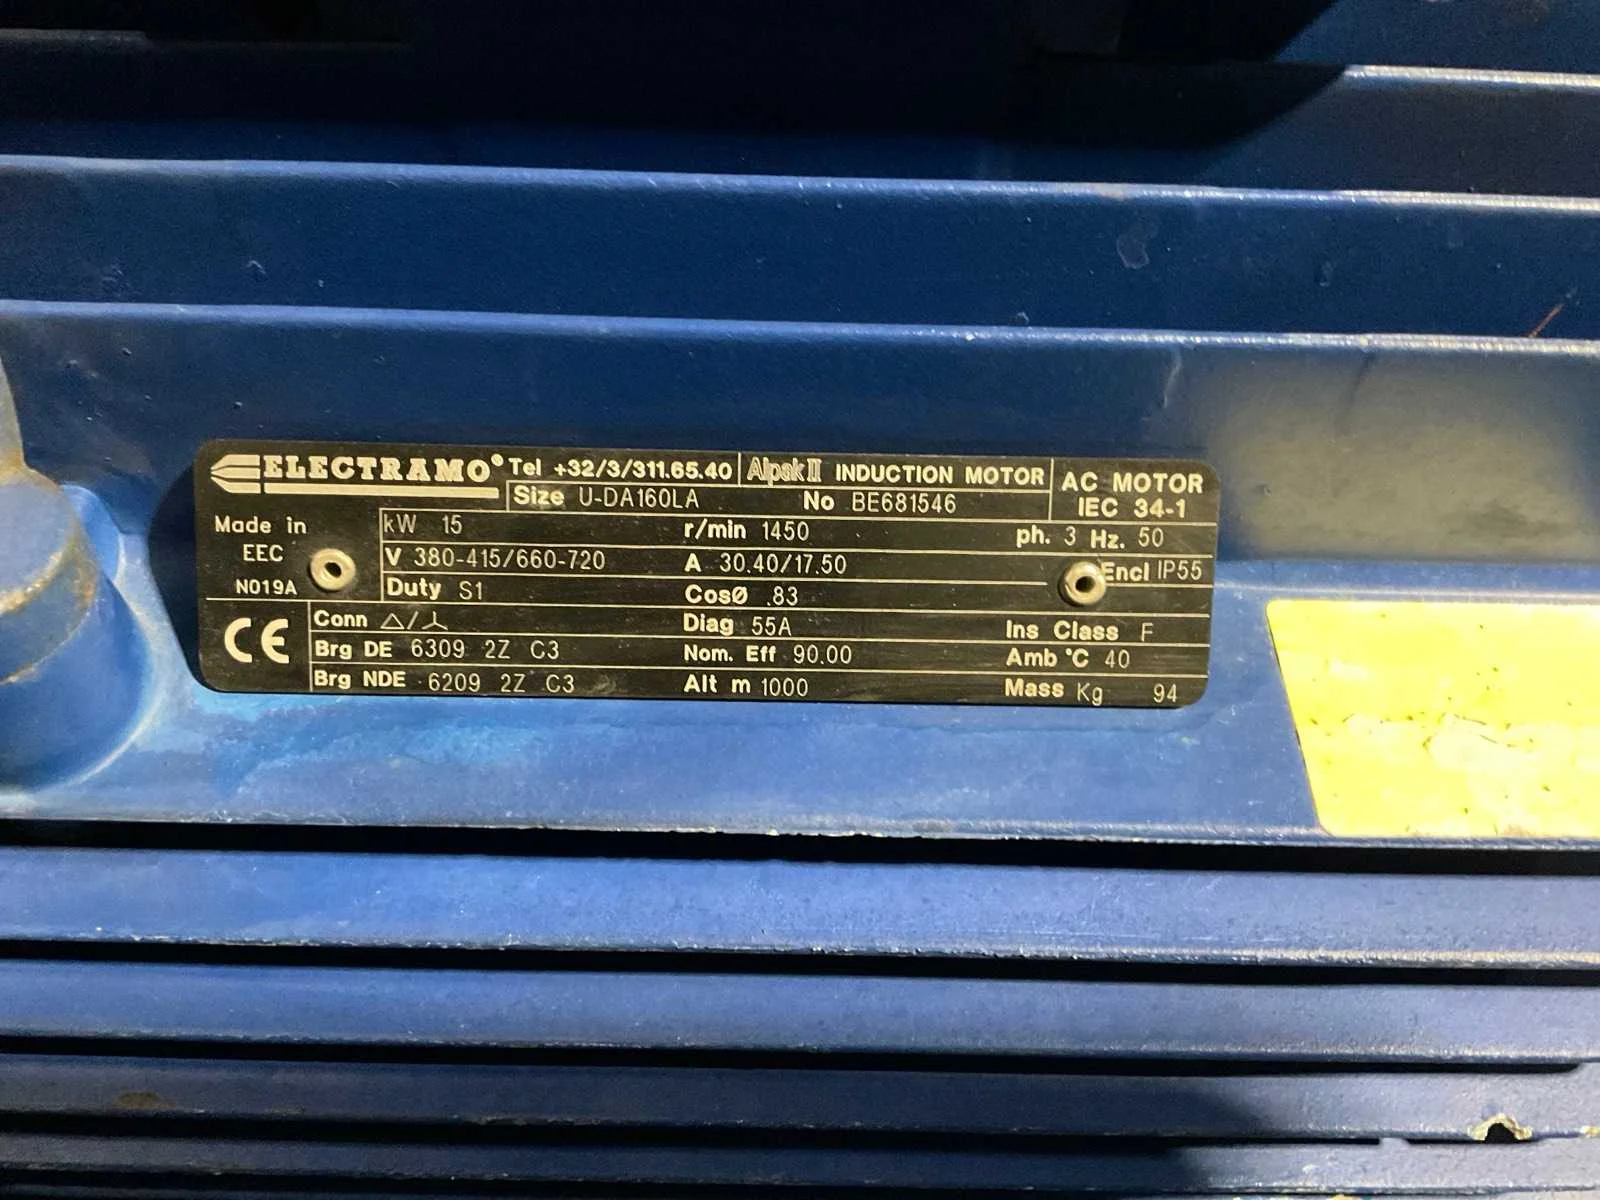 ELECTRAMO® Tel +32/3/311.65.40 Alpak II INDUCTION MOTOR AC MOTOR
Size U-DA160LA No BE681546 IEC 34-1
Made in kW 15 r/min 1450 ph. 3 Hz. 50
EEC V 380-415/660-720 A 30.40/17.50 Encl IP55
N019A Duty S1 CosØ .83
CE Conn △/⅄ Diag 55A Ins Class F
Brg DE 6309 2Z C3 Nom. Eff 90.00 Amb °C 40
Brg NDE 6209 2Z C3 Alt m 1000 Mass Kg 94